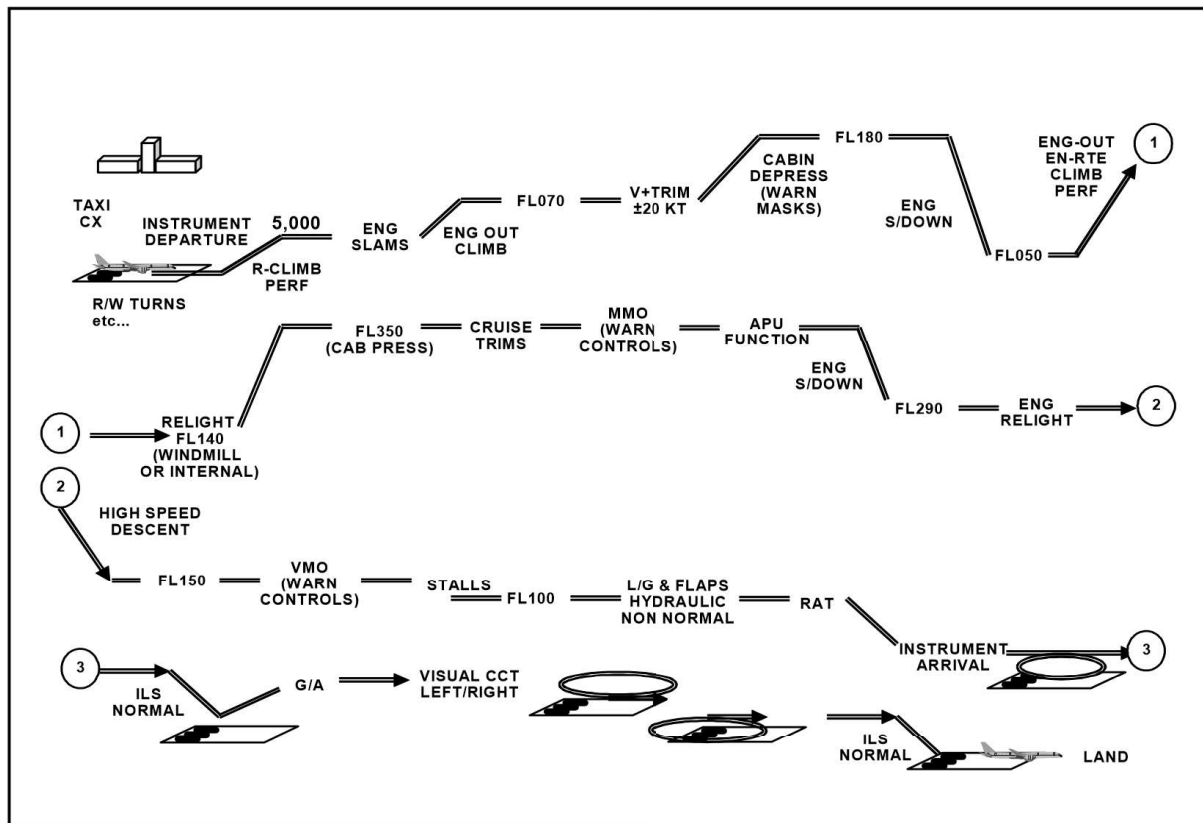 TAXI
CX
INSTRUMENT
DEPARTURE
R/W TURNS
etc...
5,000
R-CLIMB
PERF
ENG
SLAMS
ENG OUT
CLIMB
FL070
V+TRIM
±20 KT
CABIN
DEPRESS
(WARN
MASKS)
FL180
ENG
S/DOWN
FL050
ENG-OUT
EN-RTE
CLIMB
PERF
1
1
RELIGHT
FL140
(WINDMILL
OR INTERNAL)
FL350
(CAB PRESS)
CRUISE
TRIMS
MMO
(WARN
CONTROLS)
APU
FUNCTION
ENG
S/DOWN
FL290
ENG
RELIGHT
2
2
HIGH SPEED
DESCENT
FL150
VMO
(WARN
CONTROLS)
STALLS
FL100
L/G & FLAPS
HYDRAULIC
NON NORMAL
RAT
INSTRUMENT
ARRIVAL
3
3
ILS
NORMAL
G/A
VISUAL CCT
LEFT/RIGHT
ILS
NORMAL
LAND